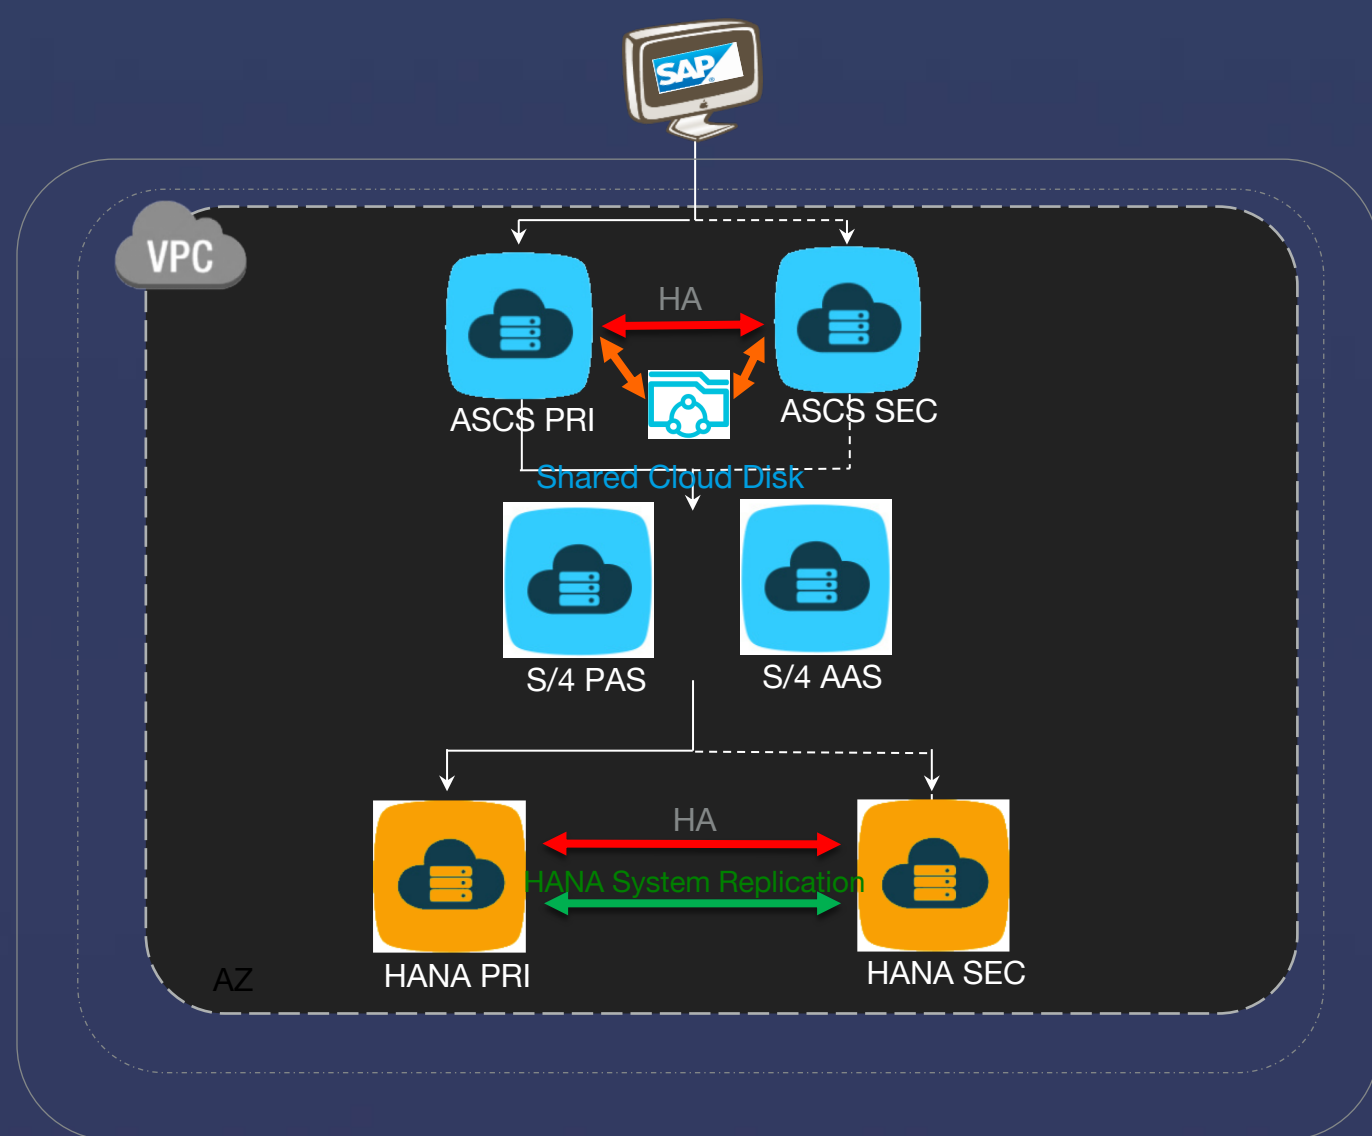 SAP
VPC
HA
ASCS PRI
ASCS SEC
Shared Cloud Disk
S/4 PAS
S/4 AAS
HA
HANA System Replication
HANA PRI
HANA SEC
AZ